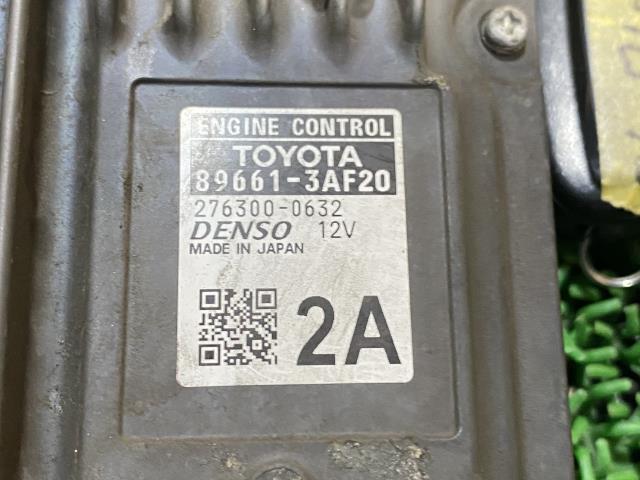 ENGINE CONTROL
TOYOTA
89661-3AF20
276300-0632
DENSO 12V
MADE IN JAPAN
2A